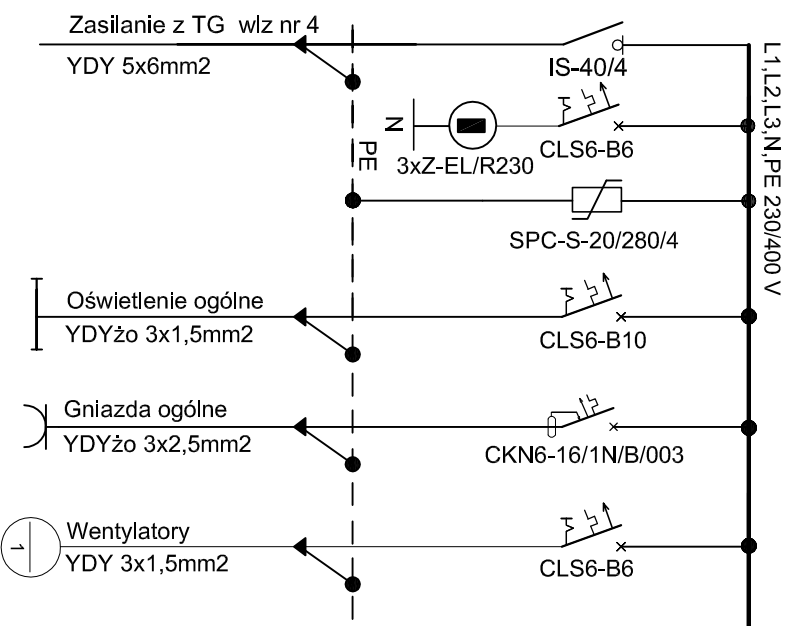 Zasilanie z TG wlz nr 4
YDY 5x6mm2
IS-40/4
L1,L2,L3,N,PE 230/400 V
N
PE
3xZ-EL/R230
CLS6-B6
SPC-S-20/280/4
Oświetlenie ogólne
YDYżo 3x1,5mm2
CLS6-B10
Gniazda ogólne
YDYżo 3x2,5mm2
CKN6-16/1N/B/003
1
Wentylatory
YDY 3x1,5mm2
CLS6-B6